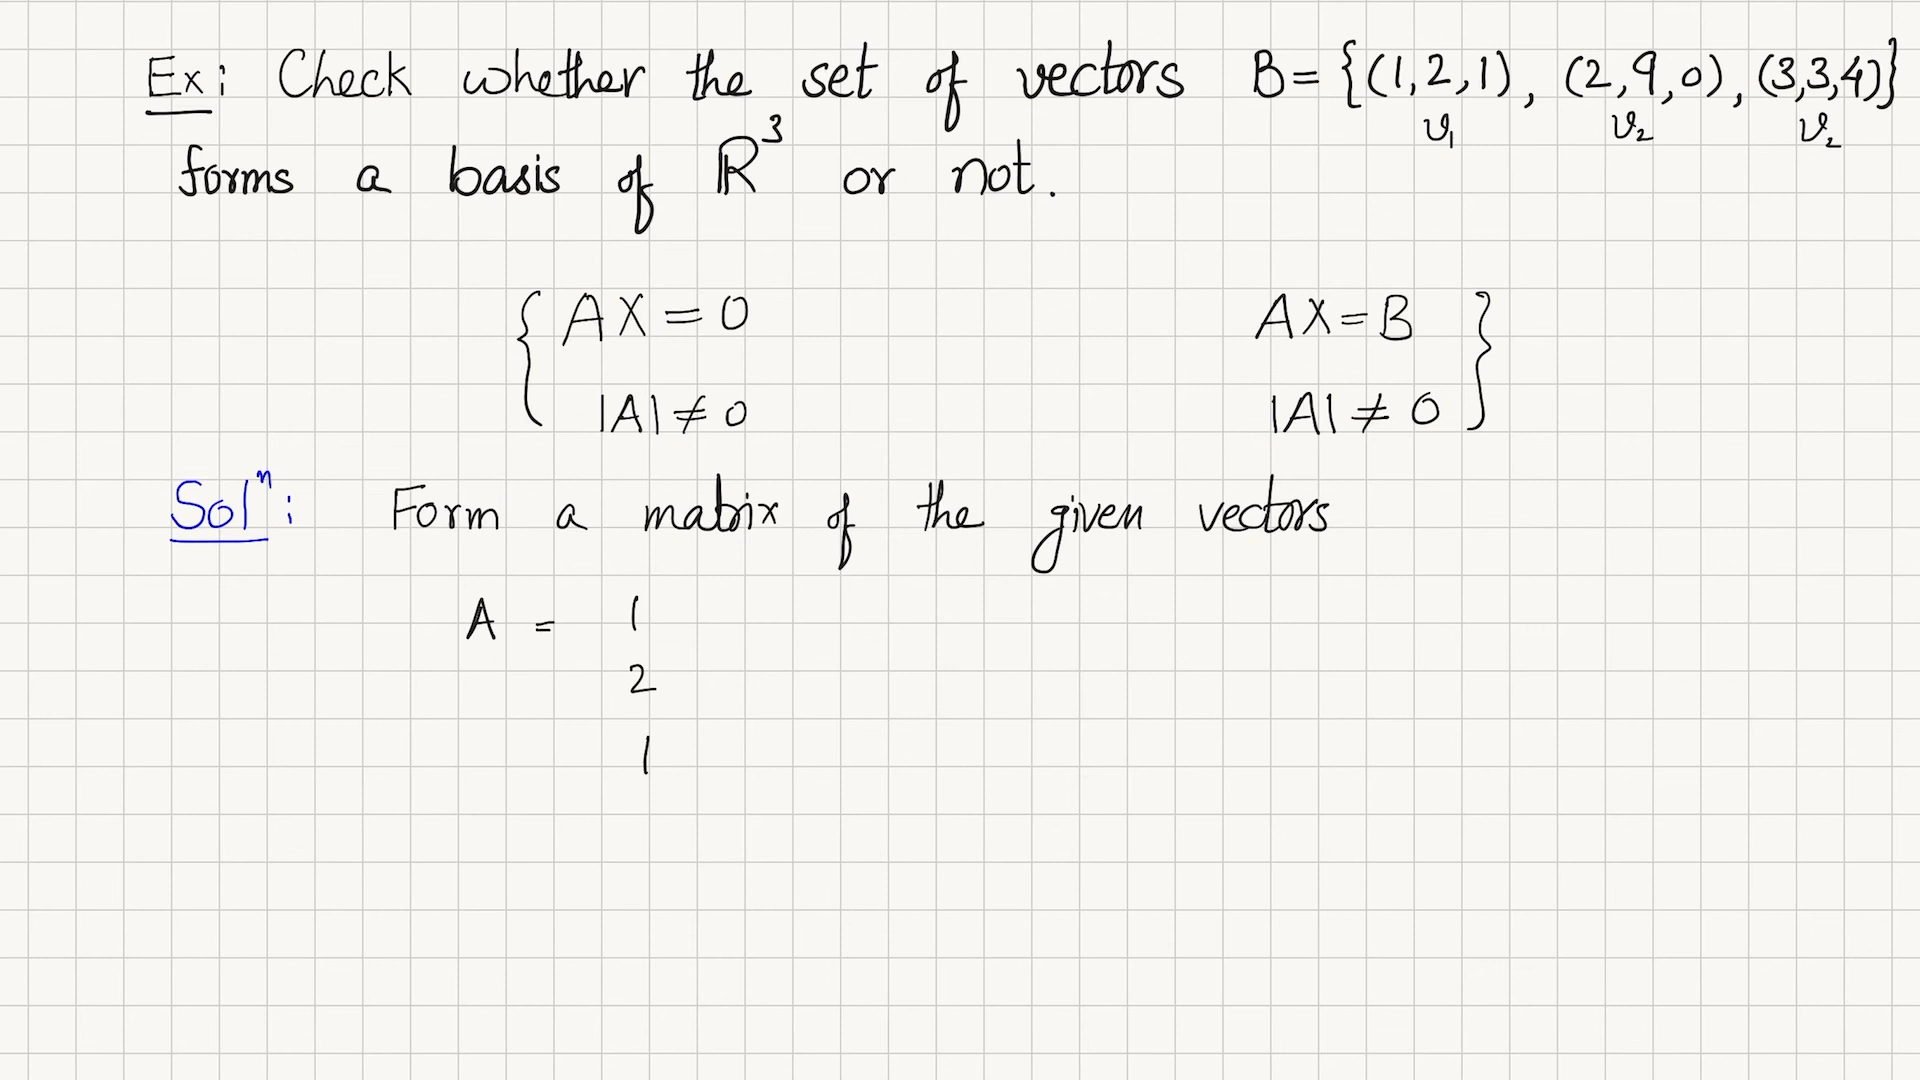 Ex: Check whether the set of vectors B = {(1,2,1), (2,9,0), (3,3,4)}
v₁ v₂ v₂
forms a basis of ℝ³ or not.
{ AX = 0 AX = B }
|A| ≠ 0 |A| ≠ 0
Solⁿ: Form a matrix of the given vectors
A = 1
2
1